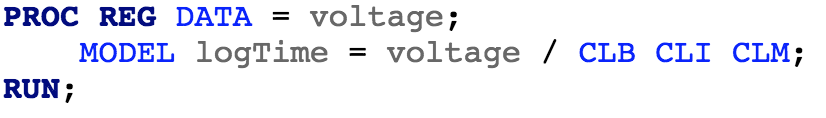 PROC REG DATA = voltage;
MODEL logTime = voltage / CLB CLI CLM;
RUN;